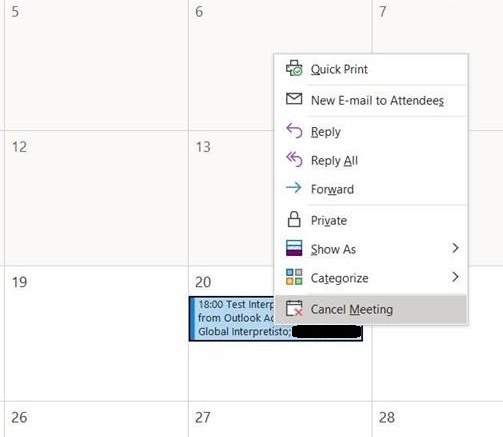 5
6
7
Quick Print
New E-mail to Attendees
Reply
12
13
Reply All
Forward
Private
Show As
Categorize
19
20
18:00 Test Interp
from Outlook
Global Interpretisto;
Cancel Meeting
26
27
28